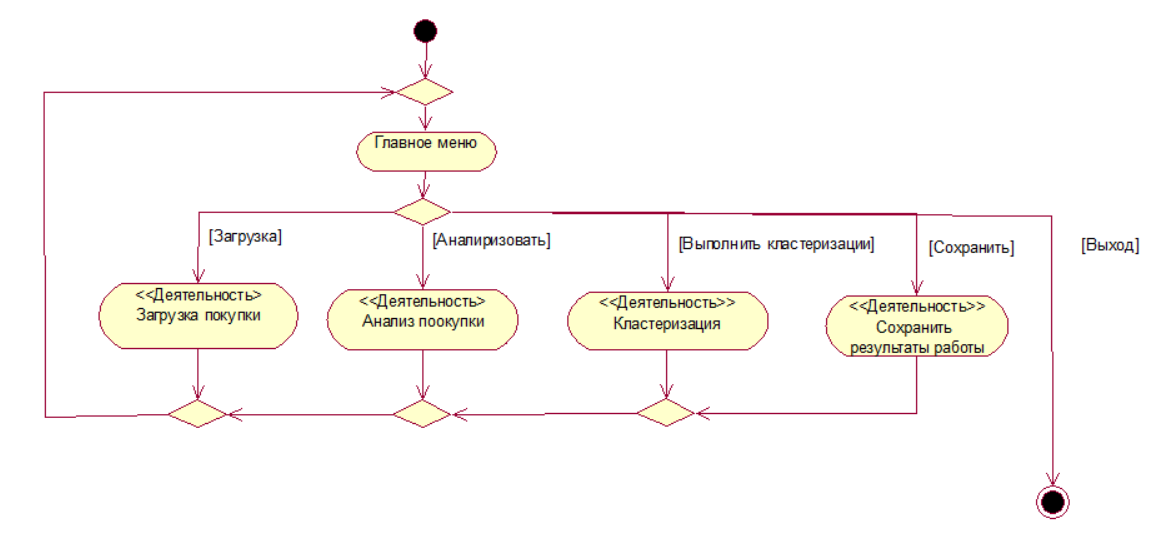 Главное меню
[Загрузка]
[Аналиризовать]
[Выполнить кластеризации]
[Сохранить]
[Выход]
<<Деятельность>
Загрузка покупки
<<Деятельность>
Анализ поокупки
<<Деятельность>>
Кластеризация
<<Деятельность>>
Сохранить
результаты работы